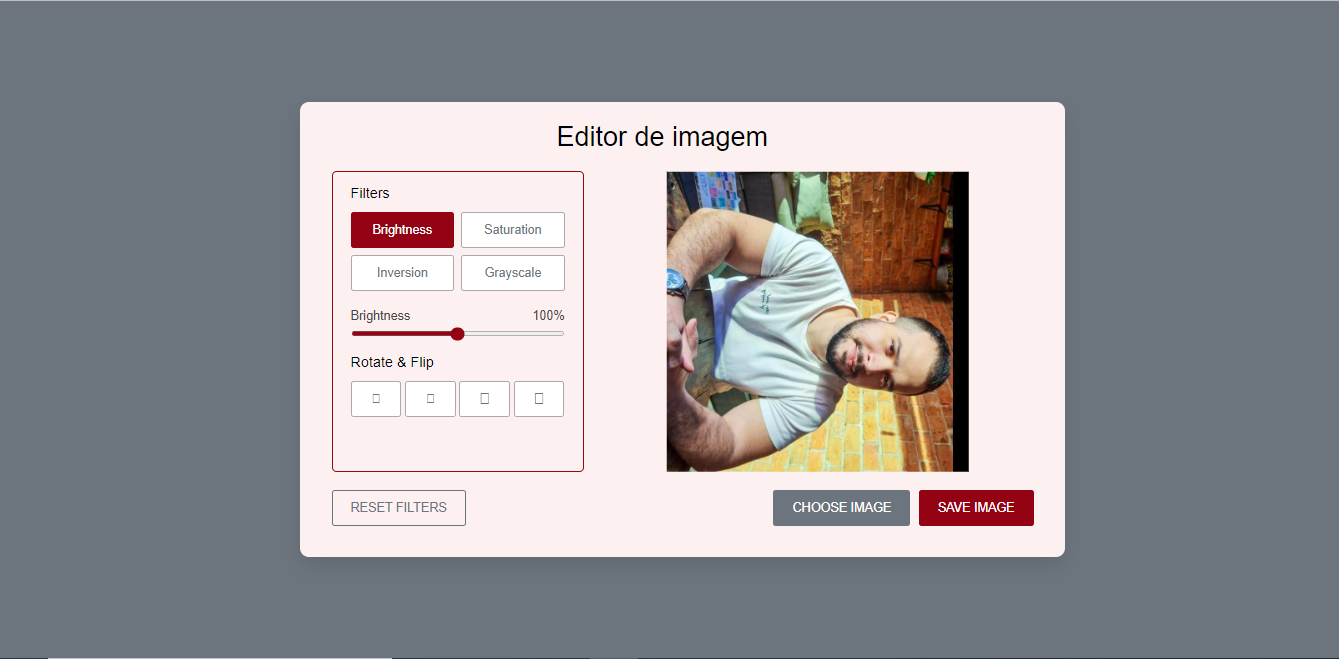 Editor de imagem
Filters
Brightness
Saturation
Inversion
Grayscale
Brightness 100%
Rotate & Flip
RESET FILTERS
CHOOSE IMAGE
SAVE IMAGE